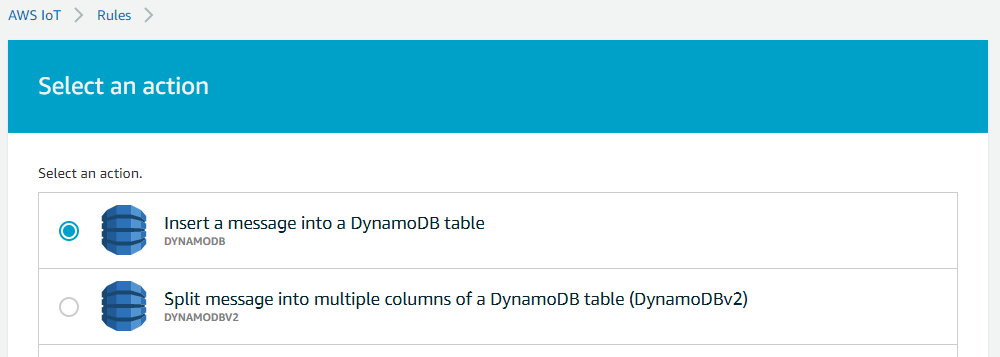 AWS IoT > Rules >
Select an action
Select an action.
Insert a message into a DynamoDB table
DYNAMODB
Split message into multiple columns of a DynamoDB table (DynamoDBv2)
DYNAMODBV2